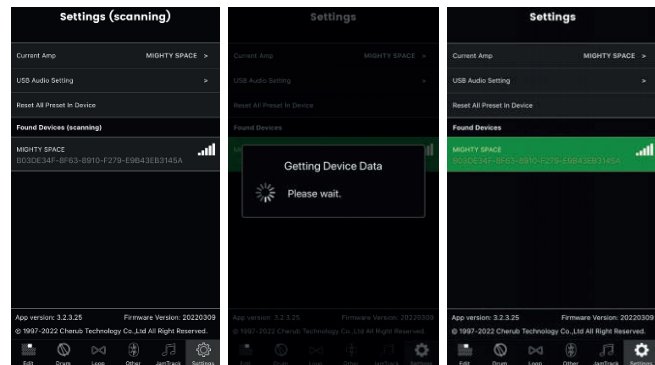 Settings (scanning)
Current Amp MIGHTY SPACE >
USB Audio Setting >
Reset All Preset In Device
Found Devices (scanning)
MIGHTY SPACE
B03DE34F-8F63-8910-F279-E9B43EB3145A
App version: 3.2.3.25 Firmware Version: 20220309
© 1997-2022 Cherub Technology Co.,Ltd All Right Reserved.
Edit Drum Loop Other JamTrack Settings
Settings
Current Amp MIGHTY SPACE >
USB Audio Setting >
Reset All Preset In Device
Found Devices
Getting Device Data
Please wait.
App version: 3.2.3.25 Firmware Version: 20220309
© 1997-2022 Cherub Technology Co.,Ltd All Right Reserved.
Edit Drum Loop Other JamTrack Settings
Settings
Current Amp MIGHTY SPACE >
USB Audio Setting >
Reset All Preset In Device
Found Devices
MIGHTY SPACE
B03DE34F-8F63-8910-F279-E9B43EB3145A
App version: 3.2.3.25 Firmware Version: 20220309
© 1997-2022 Cherub Technology Co.,Ltd All Right Reserved.
Edit Drum Loop Other JamTrack Settings